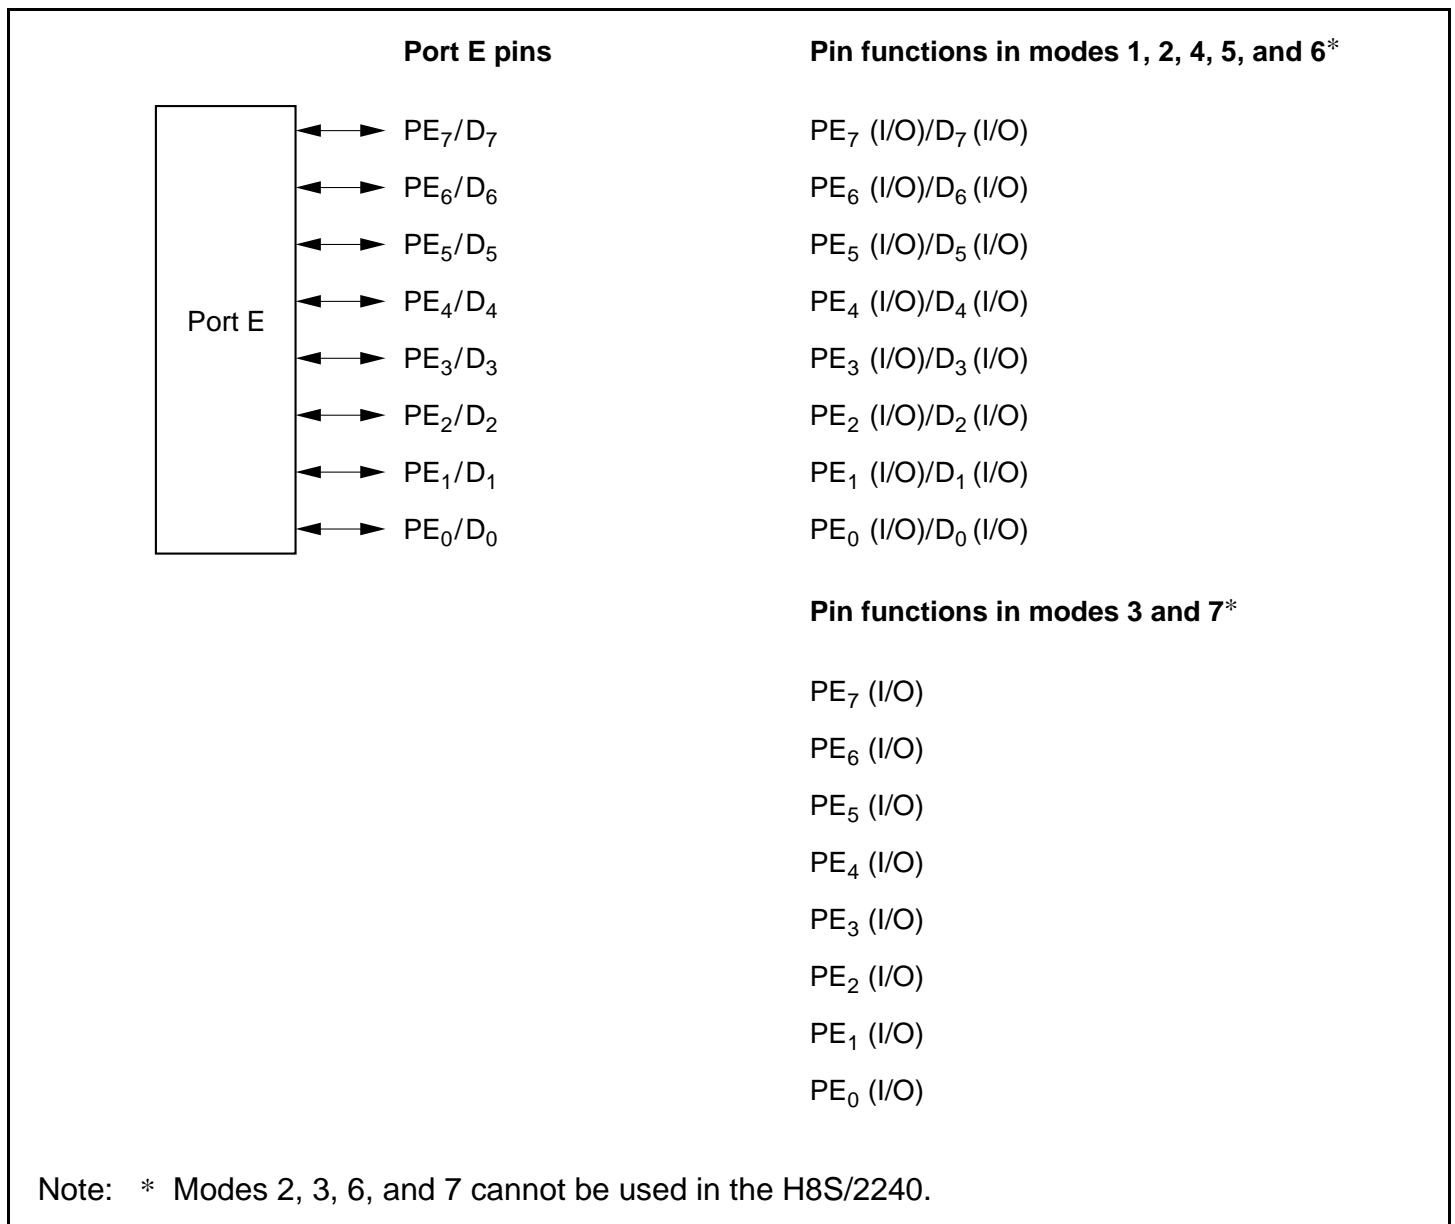 Port E pins Pin functions in modes 1, 2, 4, 5, and 6*
PE₇/D₇ PE₇ (I/O)/D₇ (I/O)
PE₆/D₆ PE₆ (I/O)/D₆ (I/O)
PE₅/D₅ PE₅ (I/O)/D₅ (I/O)
PE₄/D₄ PE₄ (I/O)/D₄ (I/O)
Port E
PE₃/D₃ PE₃ (I/O)/D₃ (I/O)
PE₂/D₂ PE₂ (I/O)/D₂ (I/O)
PE₁/D₁ PE₁ (I/O)/D₁ (I/O)
PE₀/D₀ PE₀ (I/O)/D₀ (I/O)
Pin functions in modes 3 and 7*
PE₇ (I/O)
PE₆ (I/O)
PE₅ (I/O)
PE₄ (I/O)
PE₃ (I/O)
PE₂ (I/O)
PE₁ (I/O)
PE₀ (I/O)
Note: * Modes 2, 3, 6, and 7 cannot be used in the H8S/2240.